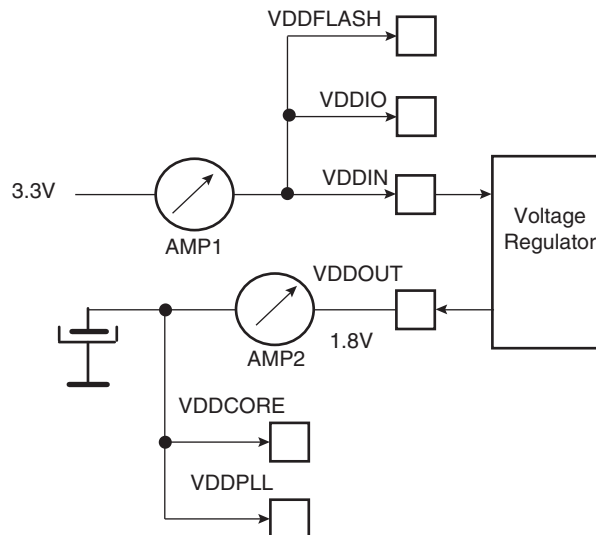 VDDFLASH
VDDIO
3.3V
VDDIN
AMP1
Voltage
Regulator
VDDOUT
1.8V
AMP2
VDDCORE
VDDPLL